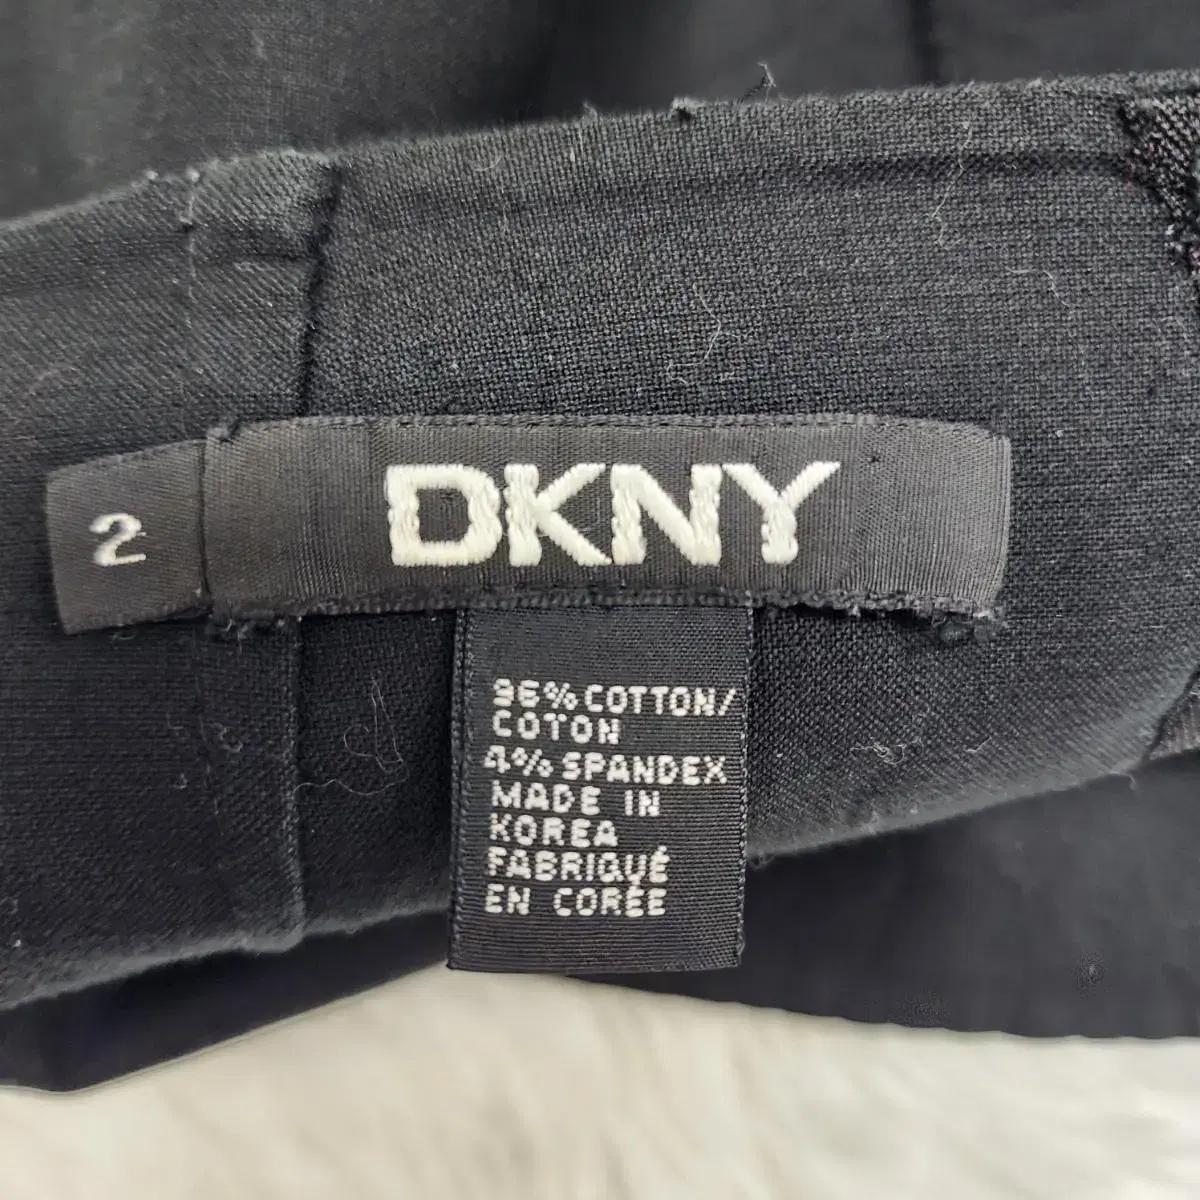 2
DKNY
96% COTTON/
COTON
4% SPANDEX
MADE IN
KOREA
FABRIQUÉ
EN CORÉE